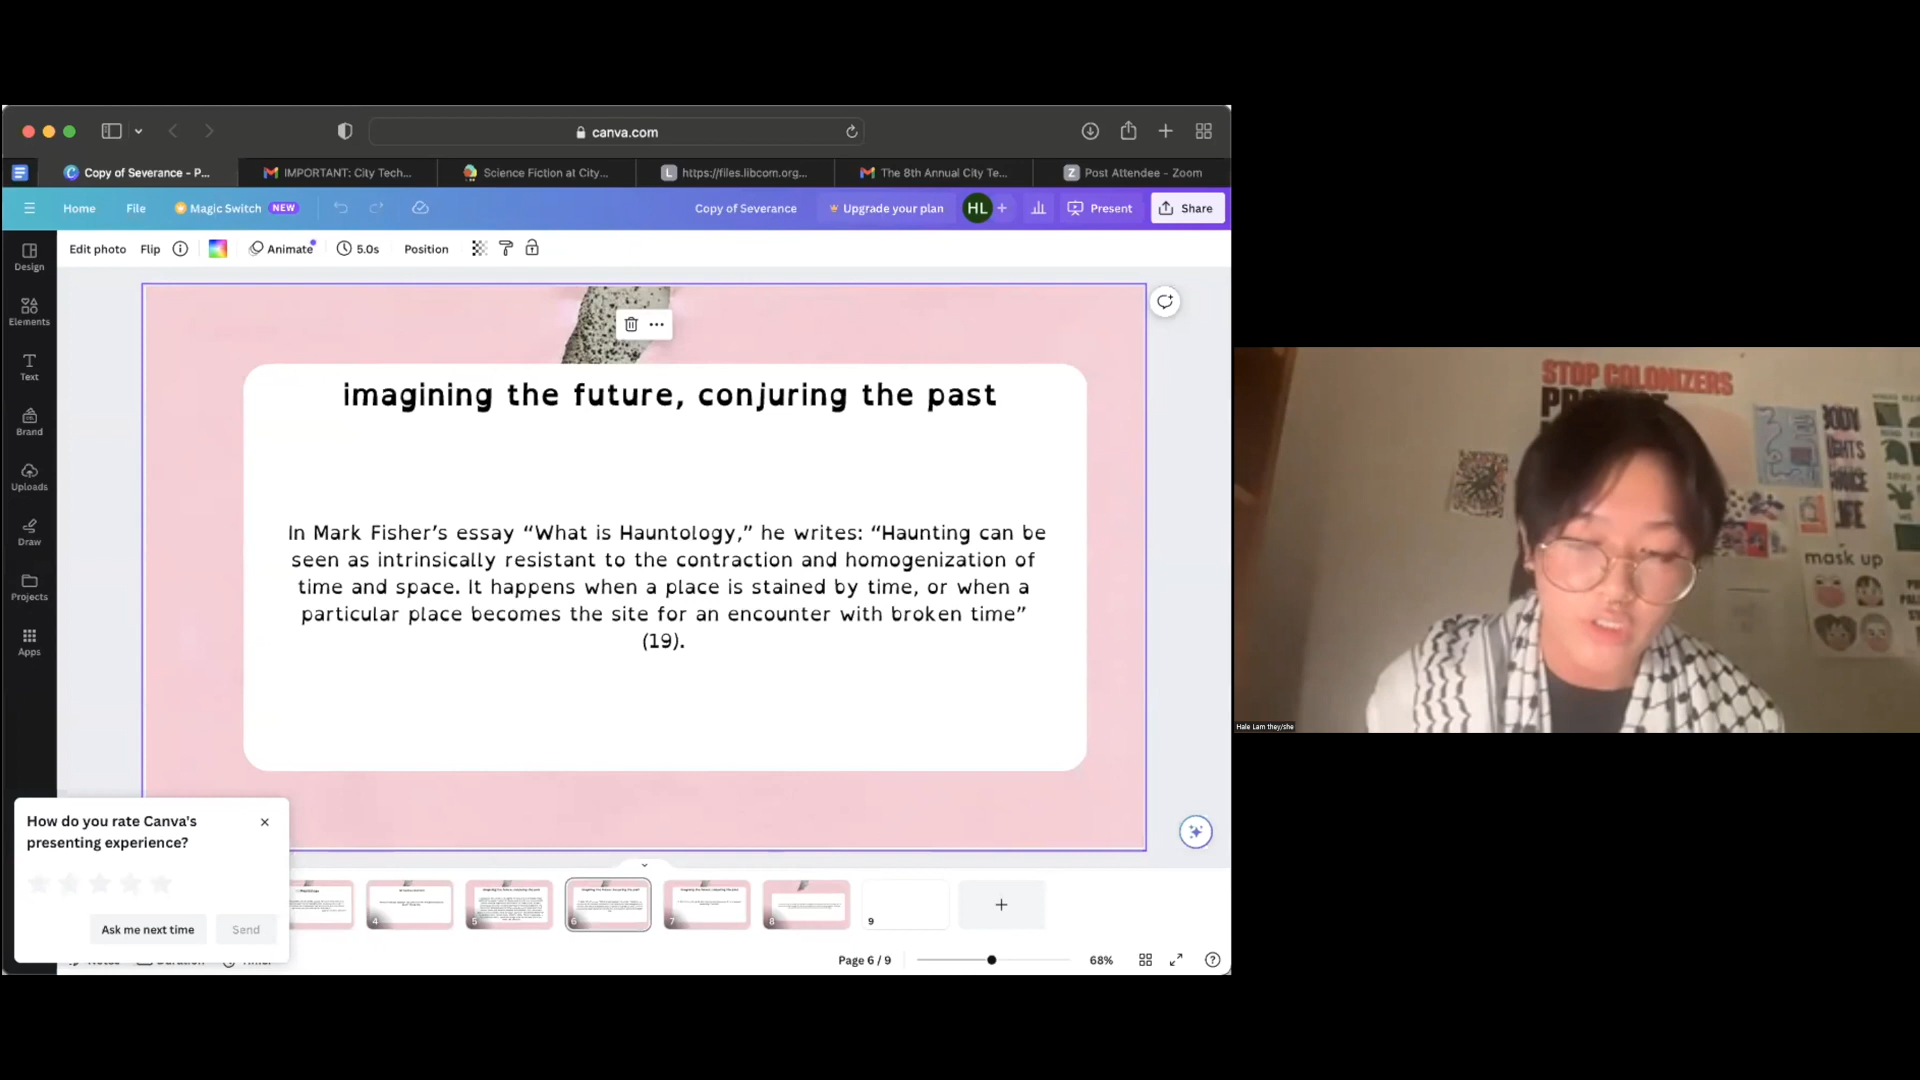 canva.com
Copy of Severance - P...
IMPORTANT: City Tech...
Science Fiction at City...
L https://files.libcom.org...
The 8th Annual City Te...
Z Post Attendee - Zoom
Home File Magic Switch NEW Copy of Severance Upgrade your plan HL + Present Share
Edit photo Flip Animate 5.0s Position
Design
Elements
Text
Brand
Uploads
Draw
Projects
Apps
imagining the future, conjuring the past
In Mark Fisher's essay “What is Hauntology,” he writes: “Haunting can be
seen as intrinsically resistant to the contraction and homogenization of
time and space. It happens when a place is stained by time, or when a
particular place becomes the site for an encounter with broken time”
(19).
How do you rate Canva's
presenting experience?
Ask me next time Send
4 5 6 7 8 9
Page 6 / 9 68%
STOP COLONIZERS
mask up
Hale Lam they/she